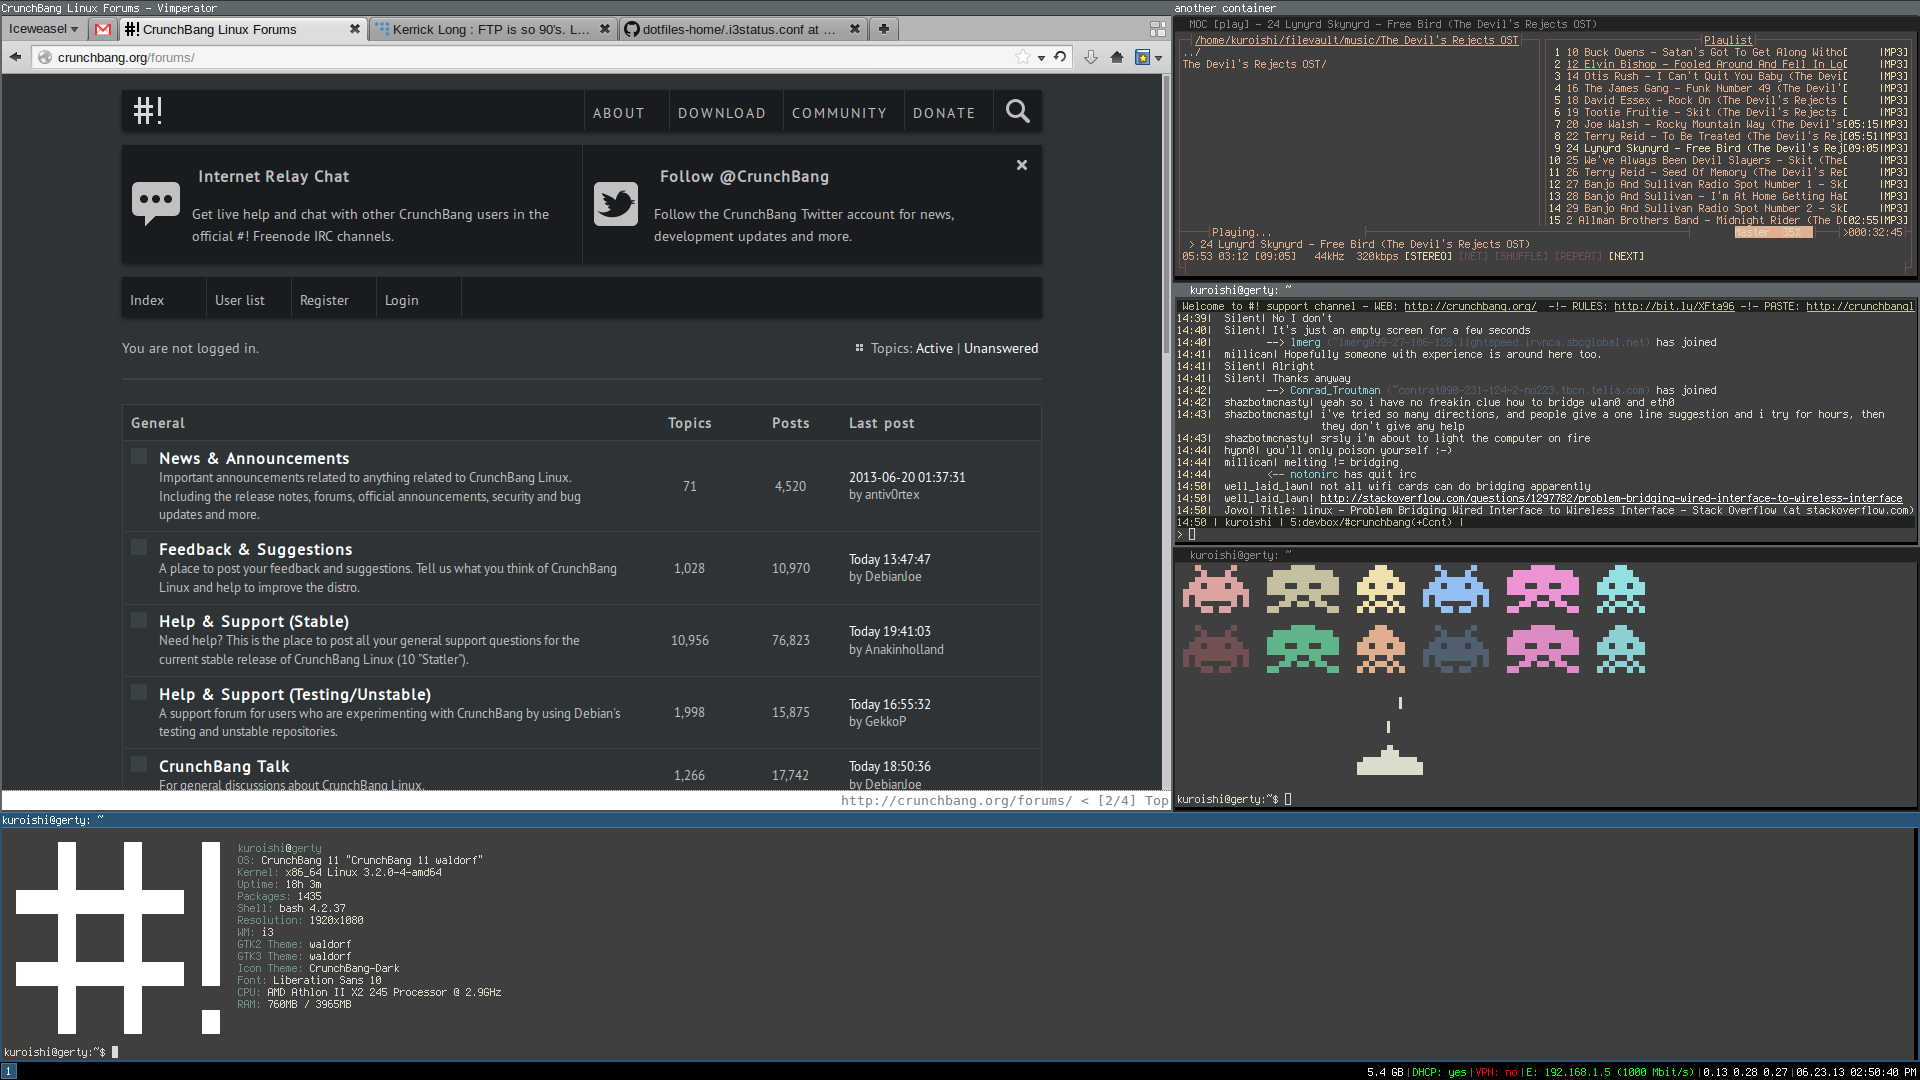 CrunchBang Linux Forums - Vimperator
Iceweasel
#! CrunchBang Linux Forums
Kerrick Long : FTP is so 90's. L...
dotfiles-home/.i3status.conf at ...
crunchbang.org/forums/
#!
ABOUT
DOWNLOAD
COMMUNITY
DONATE
Internet Relay Chat
Get live help and chat with other CrunchBang users in the
official #! Freenode IRC channels.
Follow @CrunchBang
Follow the CrunchBang Twitter account for news,
development updates and more.
Index
User list
Register
Login
You are not logged in.
Topics: Active | Unanswered
General Topics Posts Last post
News & Announcements
Important announcements related to anything related to CrunchBang Linux.
Including the release notes, forums, official announcements, security and bug
updates and more.
71 4,520 2013-06-20 01:37:31
by antiv0rtex
Feedback & Suggestions
A place to post your feedback and suggestions. Tell us what you think of CrunchBang
Linux and help to improve the distro.
1,028 10,970 Today 13:47:47
by DebianJoe
Help & Support (Stable)
Need help? This is the place to post all your general support questions for the
current stable release of CrunchBang Linux (10 "Statler").
10,956 76,823 Today 19:41:03
by Anakinholland
Help & Support (Testing/Unstable)
A support forum for users who are experimenting with CrunchBang by using Debian's
testing and unstable repositories.
1,998 15,875 Today 16:55:32
by GekkoP
CrunchBang Talk
For general discussions about CrunchBang Linux.
1,266 17,742 Today 18:50:36
by DebianJoe
http://crunchbang.org/forums/ < [2/4] Top
another container
MOC [play] - 24 Lynyrd Skynyrd - Free Bird (The Devil's Rejects OST)
/home/kuroishi/filevault/music/The Devil's Rejects OST
../
The Devil's Rejects OST/
Playlist
1 10 Buck Owens - Satan's Got To Get Along Witho[ |MP3]
2 12 Elvin Bishop - Fooled Around And Fell In Lo[ |MP3]
3 14 Otis Rush - I Can't Quit You Baby (The Devi[ |MP3]
4 16 The James Gang - Funk Number 49 (The Devil'[ |MP3]
5 18 David Essex - Rock On (The Devil's Rejects [ |MP3]
6 19 Tootie Fruitie - Skit (The Devil's Rejects [ |MP3]
7 20 Joe Walsh - Rocky Mountain Way (The Devil's[05:15|MP3]
8 22 Terry Reid - To Be Treated (The Devil's Rej[05:51|MP3]
9 24 Lynyrd Skynyrd - Free Bird (The Devil's Rej[09:05|MP3]
10 25 We've Always Been Devil Slayers - Skit (The[ |MP3]
11 26 Terry Reid - Seed Of Memory (The Devil's Re[ |MP3]
12 27 Banjo And Sullivan Radio Spot Number 1 - Sk[ |MP3]
13 28 Banjo And Sullivan - I'm At Home Getting Ha[ |MP3]
14 29 Banjo And Sullivan Radio Spot Number 2 - Sk[ |MP3]
15 2 Allman Brothers Band - Midnight Rider (The D[02:55|MP3]
Playing...
Master 35%
>000:32:45
> 24 Lynyrd Skynyrd - Free Bird (The Devil's Rejects OST)
05:53 03:12 [09:05] 44kHz 320kbps [STEREO] [NET] [SHUFFLE] [REPEAT] [NEXT]
kuroishi@gerty: ~
Welcome to #! support channel - WEB: http://crunchbang.org/ -!- RULES: http://bit.ly/XFta96 -!- PASTE: http://crunchbangl
14:39| Silent| No I don't
14:40| Silent| It's just an empty screen for a few seconds
14:40| --> lmerg (~lmerg@99-27-106-128.lightspeed.irvnca.sbcglobal.net) has joined
14:41| millican| Hopefully someone with experience is around here too.
14:41| Silent| Alright
14:41| Silent| Thanks anyway
14:42| --> Conrad_Troutman (~contrat@90-231-124-2-no223.tbcn.telia.com) has joined
14:42| shazbotmcnasty| yeah so i have no freakin clue how to bridge wlan0 and eth0
14:43| shazbotmcnasty| i've tried so many directions, and people give a one line suggestion and i try for hours, then
they don't give any help
14:43| shazbotmcnasty| srsly i'm about to light the computer on fire
14:44| hypn0| you'll only poison yourself :-)
14:44| millican| melting != bridging
14:44| <-- notonirc has quit irc
14:50| well_laid_lawn| not all wifi cards can do bridging apparently
14:50| well_laid_lawn| http://stackoverflow.com/questions/1297782/problem-bridging-wired-interface-to-wireless-interface
14:50| Jovo| Title: linux - Problem Bridging Wired Interface to Wireless Interface - Stack Overflow (at stackoverflow.com)
14:50 | kuroishi | 5:devbox/#crunchbang(+Ccnt) |
>
kuroishi@gerty: ~
kuroishi@gerty:~$
kuroishi@gerty: ~
#!
kuroishi@gerty
OS: CrunchBang 11 "CrunchBang 11 waldorf"
Kernel: x86_64 Linux 3.2.0-4-amd64
Uptime: 18h 3m
Packages: 1435
Shell: bash 4.2.37
Resolution: 1920x1080
WM: i3
GTK2 Theme: waldorf
GTK3 Theme: waldorf
Icon Theme: CrunchBang-Dark
Font: Liberation Sans 10
CPU: AMD Athlon II X2 245 Processor @ 2.9GHz
RAM: 760MB / 3965MB
kuroishi@gerty:~$
1
5.4 GB|DHCP: yes|VPN: no|E: 192.168.1.5 (1000 Mbit/s)|0.13 0.28 0.27|06.23.13 02:50:40 PM